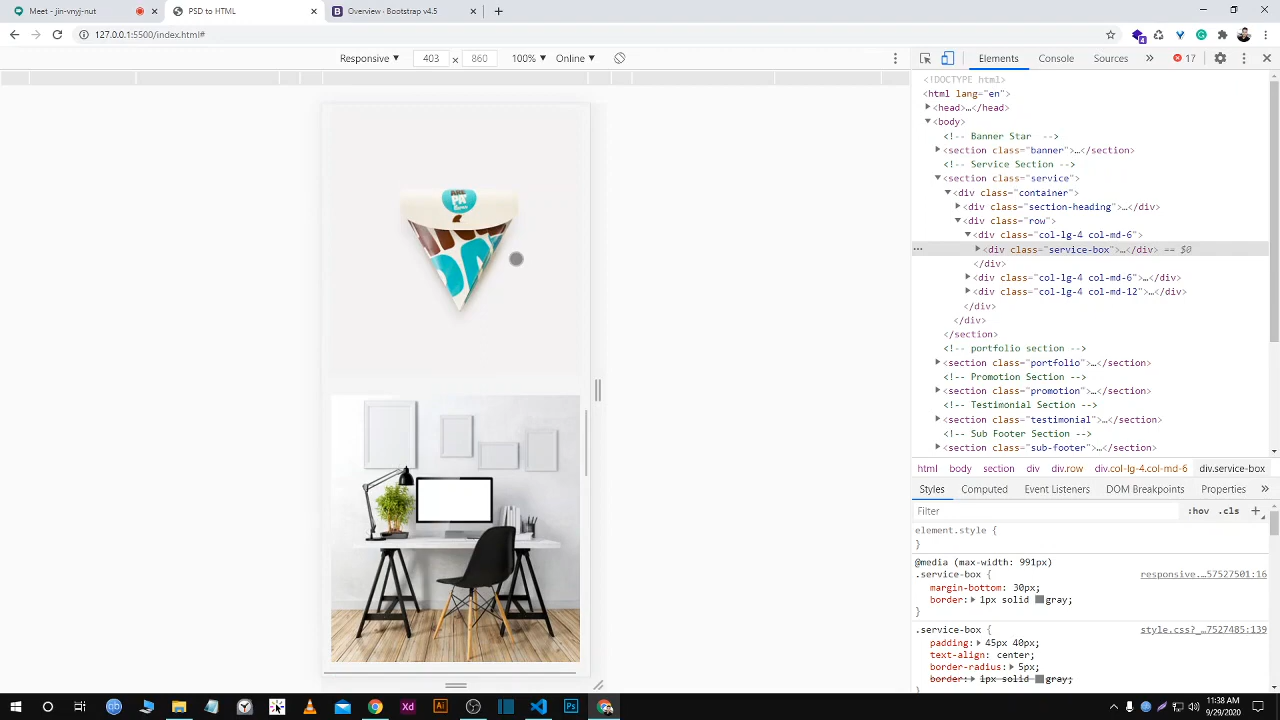 Meet - jin-vnyj-nut
PSD to HTML
Overview · Bootstrap v4.5
127.0.0.1:5500/index.html#
Responsive ▼ 403 x 860 100% ▼ Online ▼
Elements Console Sources » 17
<!DOCTYPE html>
<html lang="en">
<head>…</head>
<body>
<!-- Banner Star -->
<section class="banner">…</section>
<!-- Service Section -->
<section class="service">
<div class="container">
<div class="section-heading">…</div>
<div class="row">
<div class="col-lg-4 col-md-6">
<div class="service-box">…</div> == $0
</div>
<div class="col-lg-4 col-md-6">…</div>
<div class="col-lg-4 col-md-12">…</div>
</div>
</div>
</section>
<!-- portfolio section -->
<section class="portfolio">…</section>
<!-- Promotion Section -->
<section class="promotion">…</section>
<!-- Testimonial Section -->
<section class="testimonial">…</section>
<!-- Sub Footer Section -->
<section class="sub-footer">…</section>
html body section div div.row div.col-lg-4.col-md-6 div.service-box
Styles Computed Event Listeners DOM Breakpoints Properties »
Filter :hov .cls +
element.style {
}
@media (max-width: 991px)
.service-box { responsive.…57527501:16
margin-bottom: 30px;
border: 1px solid gray;
}
.service-box { style.css?_…7527485:139
padding: 45px 40px;
text-align: center;
border-radius: 5px;
border: 1px solid gray;
}
PK
11:38 AM
9/29/2020